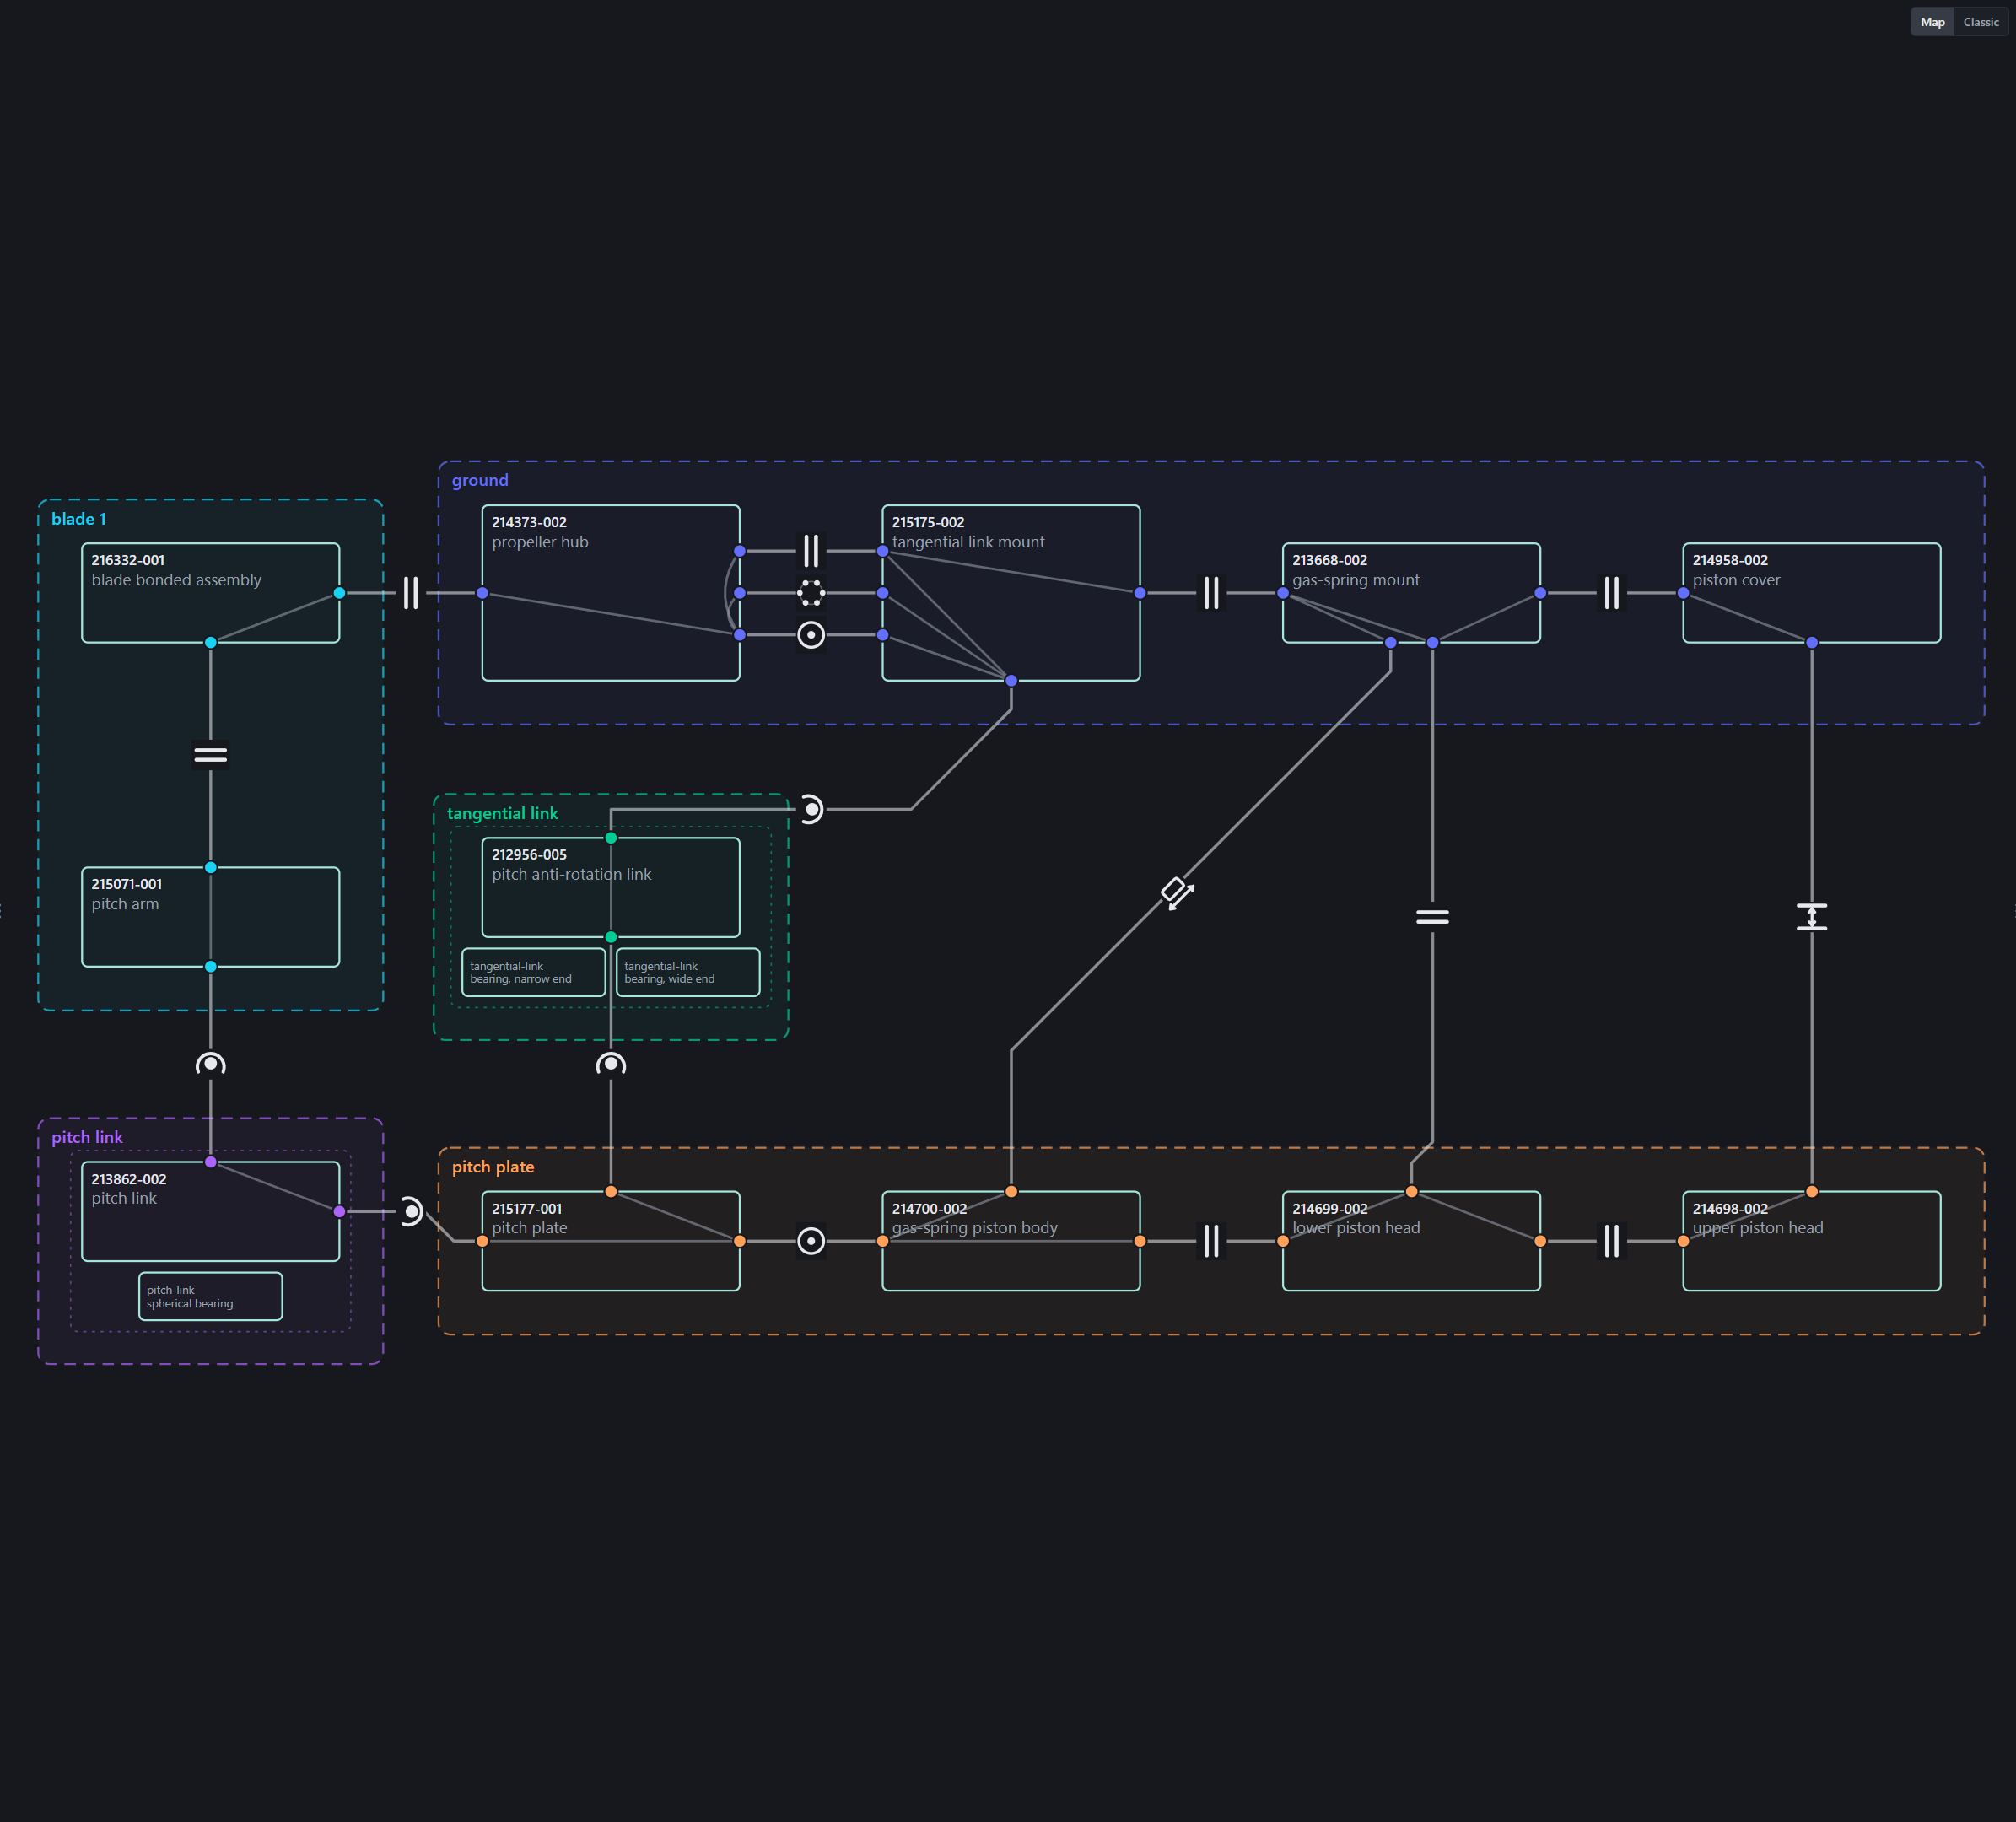 Map
Classic
ground
blade 1
214373-002
propeller hub
215175-002
tangential link mount
216332-001
blade bonded assembly
213668-002
gas-spring mount
214958-002
piston cover
tangential link
212956-005
pitch anti-rotation link
215071-001
pitch arm
tangential-link
bearing, narrow end
tangential-link
bearing, wide end
pitch link
213862-002
pitch link
pitch-link
spherical bearing
pitch plate
215177-001
pitch plate
214700-002
gas-spring piston body
214699-002
lower piston head
214698-002
upper piston head